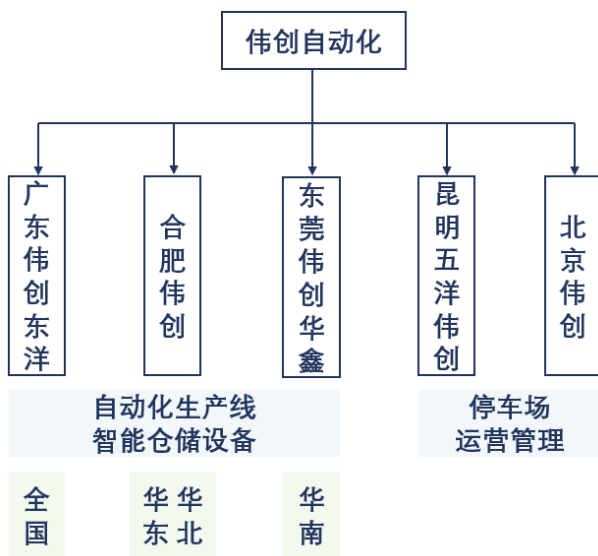 伟创自动化
广东伟创东洋
合肥伟创
东莞伟创华鑫
昆明五洋伟创
北京伟创
自动化生产线
智能仓储设备
停车场
运营管理
全国
华东
华北
华南